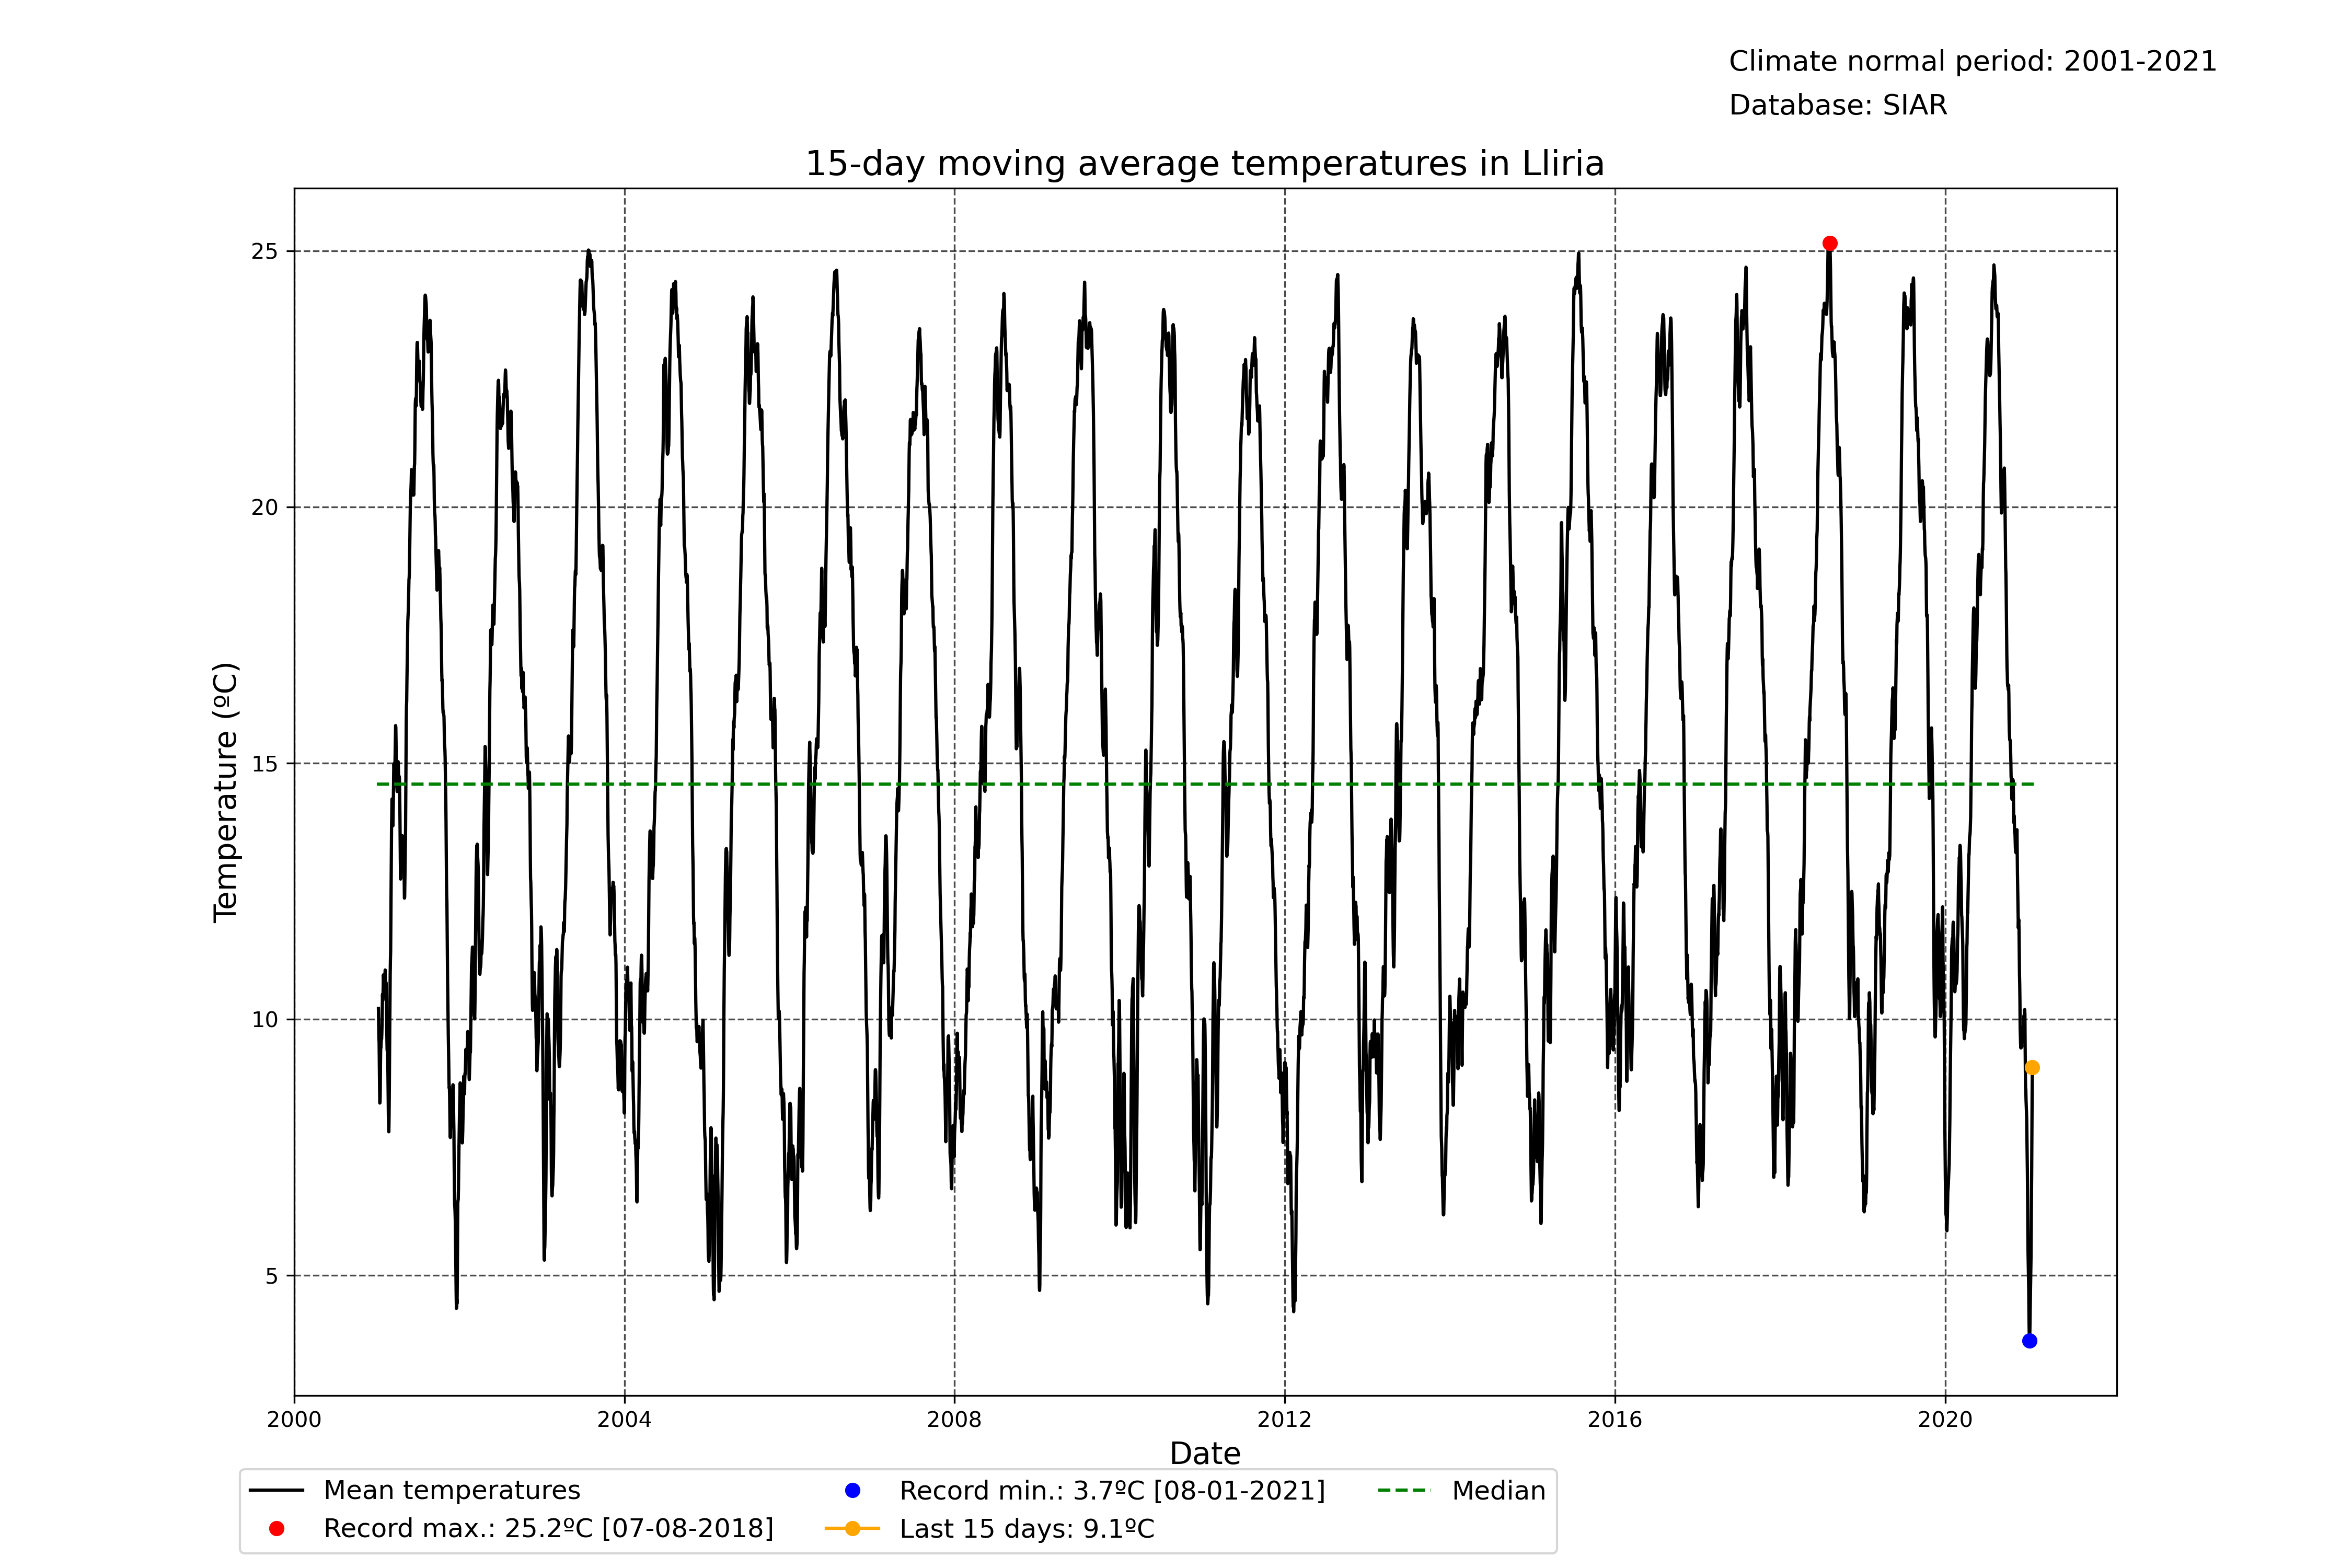 Climate normal period: 2001-2021
Database: SIAR
15-day moving average temperatures in Lliria
25
20
15
10
5
Temperature (ºC)
2000
2004
2008
2012
2016
2020
Date
Mean temperatures
Record max.: 25.2ºC [07-08-2018]
Record min.: 3.7ºC [08-01-2021]
Last 15 days: 9.1ºC
Median